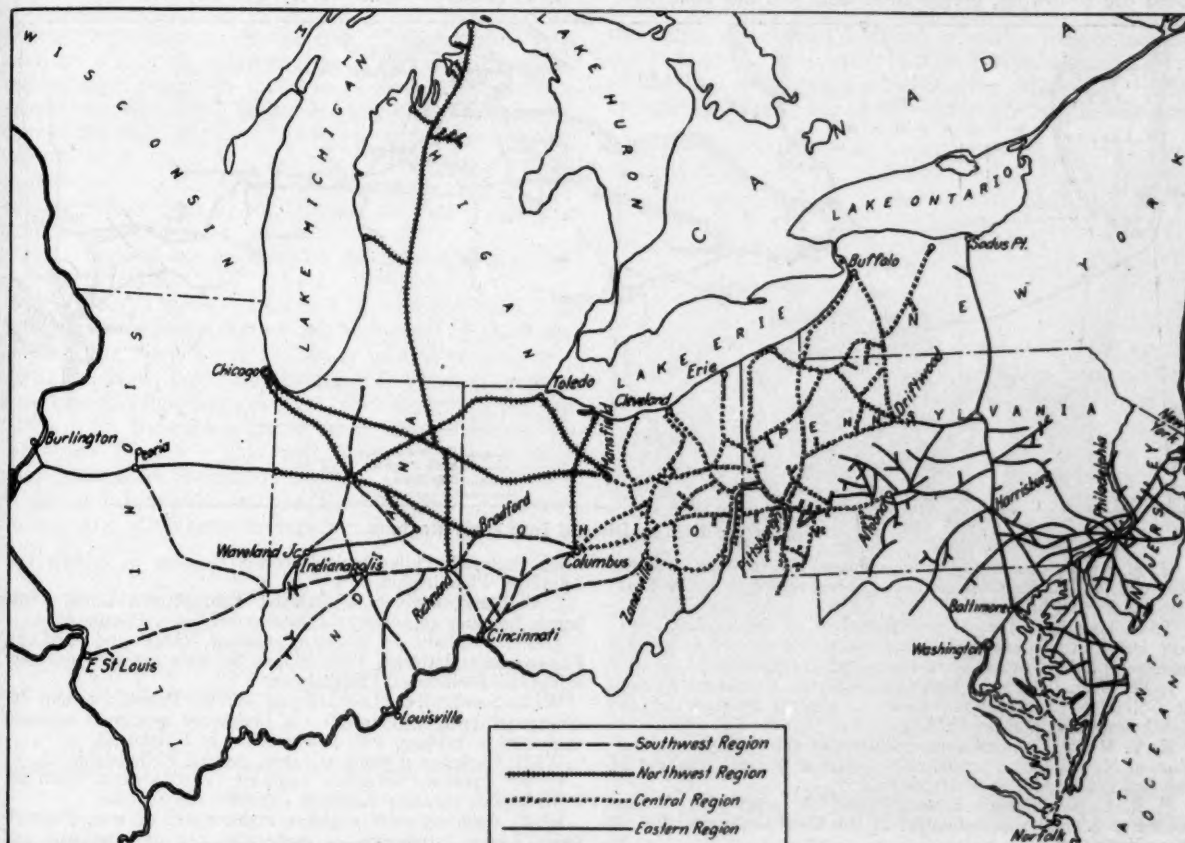 WISCONSIN
LAKE MICHIGAN
MICHIGAN
LAKE HURON
CANADA
LAKE ONTARIO
Sodus Pt.
Buffalo
NEW YORK
LAKE ERIE
Erie
Chicago
Toledo
Cleveland
Driftwood
PENNSYLVANIA
New York
Burlington
Peoria
Mansfield
Philadelphia
Harrisburg
Altoona
N. JERSEY
Bradford
OHIO
Pittsburgh
Waveland Jc.
Indianapolis
Richmond
Columbus
Zanesville
INDIANA
ILLINOIS
Baltimore
Washington
Cincinnati
E St Louis
Louisville
ATLANTIC
OCEAN
Norfolk
Southwest Region
Northwest Region
Central Region
Eastern Region